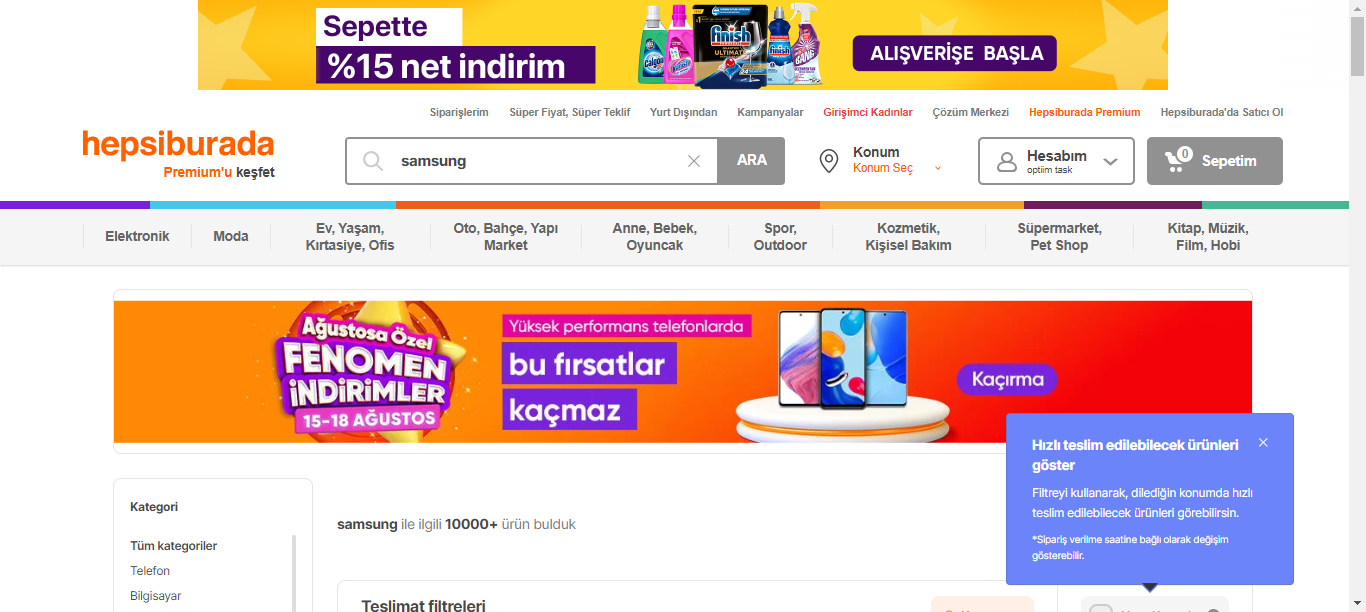 Sepette
%15 net indirim
Calgon
finish
ULTIMATE
finish
BANG
ALIŞVERİŞE BAŞLA
Siparişlerim
Süper Fiyat, Süper Teklif
Yurt Dışından
Kampanyalar
Girişimci Kadınlar
Çözüm Merkezi
Hepsiburada Premium
Hepsiburada'da Satıcı Ol
hepsiburada
Premium'u keşfet
samsung
ARA
Konum
Konum Seç
Hesabım
optiim task
0
Sepetim
Elektronik
Moda
Ev, Yaşam,
Kırtasiye, Ofis
Oto, Bahçe, Yapı
Market
Anne, Bebek,
Oyuncak
Spor,
Outdoor
Kozmetik,
Kişisel Bakım
Süpermarket,
Pet Shop
Kitap, Müzik,
Film, Hobi
Ağustosa Özel
FENOMEN
İNDİRİMLER
15-18 AĞUSTOS
Yüksek performans telefonlarda
bu fırsatlar
kaçmaz
Kaçırma
Hızlı teslim edilebilecek ürünleri
göster
Filtreyi kullanarak, dilediğin konumda hızlı
teslim edilebilecek ürünleri görebilirsin.
*Sipariş verilme saatine bağlı olarak değişim
gösterebilir.
Kategori
Tüm kategoriler
Telefon
Bilgisayar
samsung ile ilgili 10000+ ürün bulduk
Teslimat filtreleri